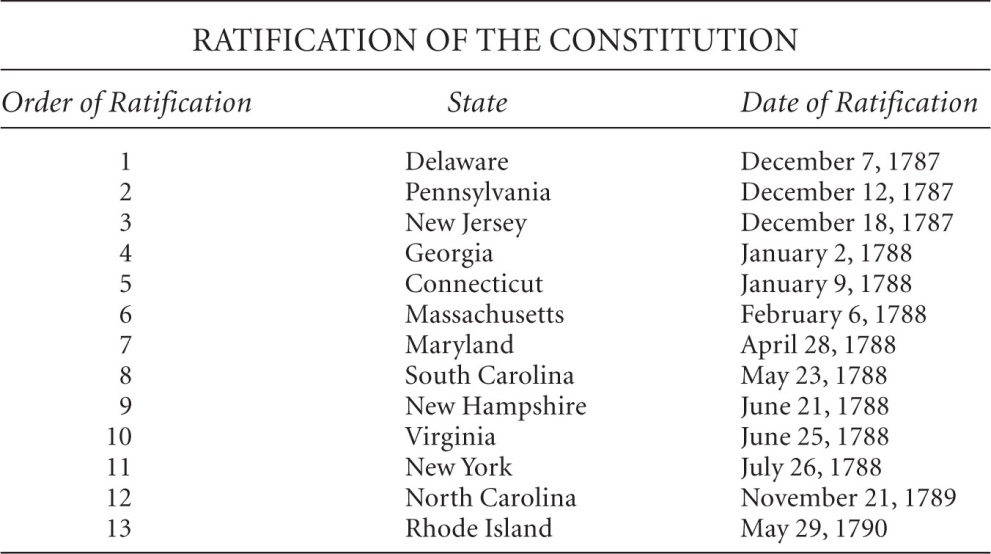 RATIFICATION OF THE CONSTITUTION
Order of Ratification State Date of Ratification
1 Delaware December 7, 1787
2 Pennsylvania December 12, 1787
3 New Jersey December 18, 1787
4 Georgia January 2, 1788
5 Connecticut January 9, 1788
6 Massachusetts February 6, 1788
7 Maryland April 28, 1788
8 South Carolina May 23, 1788
9 New Hampshire June 21, 1788
10 Virginia June 25, 1788
11 New York July 26, 1788
12 North Carolina November 21, 1789
13 Rhode Island May 29, 1790